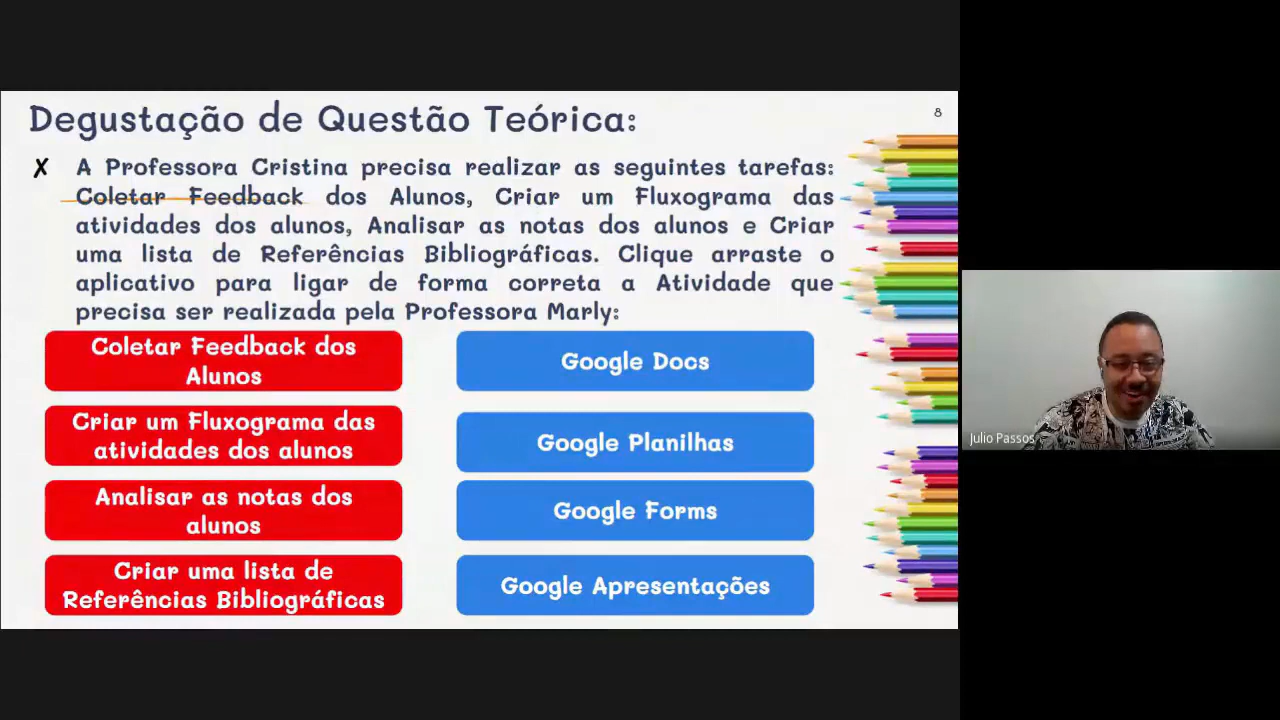 Degustação de Questão Teórica:
8
✗ A Professora Cristina precisa realizar as seguintes tarefas:
Coletar Feedback dos Alunos, Criar um Fluxograma das
atividades dos alunos, Analisar as notas dos alunos e Criar
uma lista de Referências Bibliográficas. Clique arraste o
aplicativo para ligar de forma correta a Atividade que
precisa ser realizada pela Professora Marly:
Coletar Feedback dos
Alunos
Google Docs
Criar um Fluxograma das
atividades dos alunos
Google Planilhas
Analisar as notas dos
alunos
Google Forms
Criar uma lista de
Referências Bibliográficas
Google Apresentações
Julio Passos